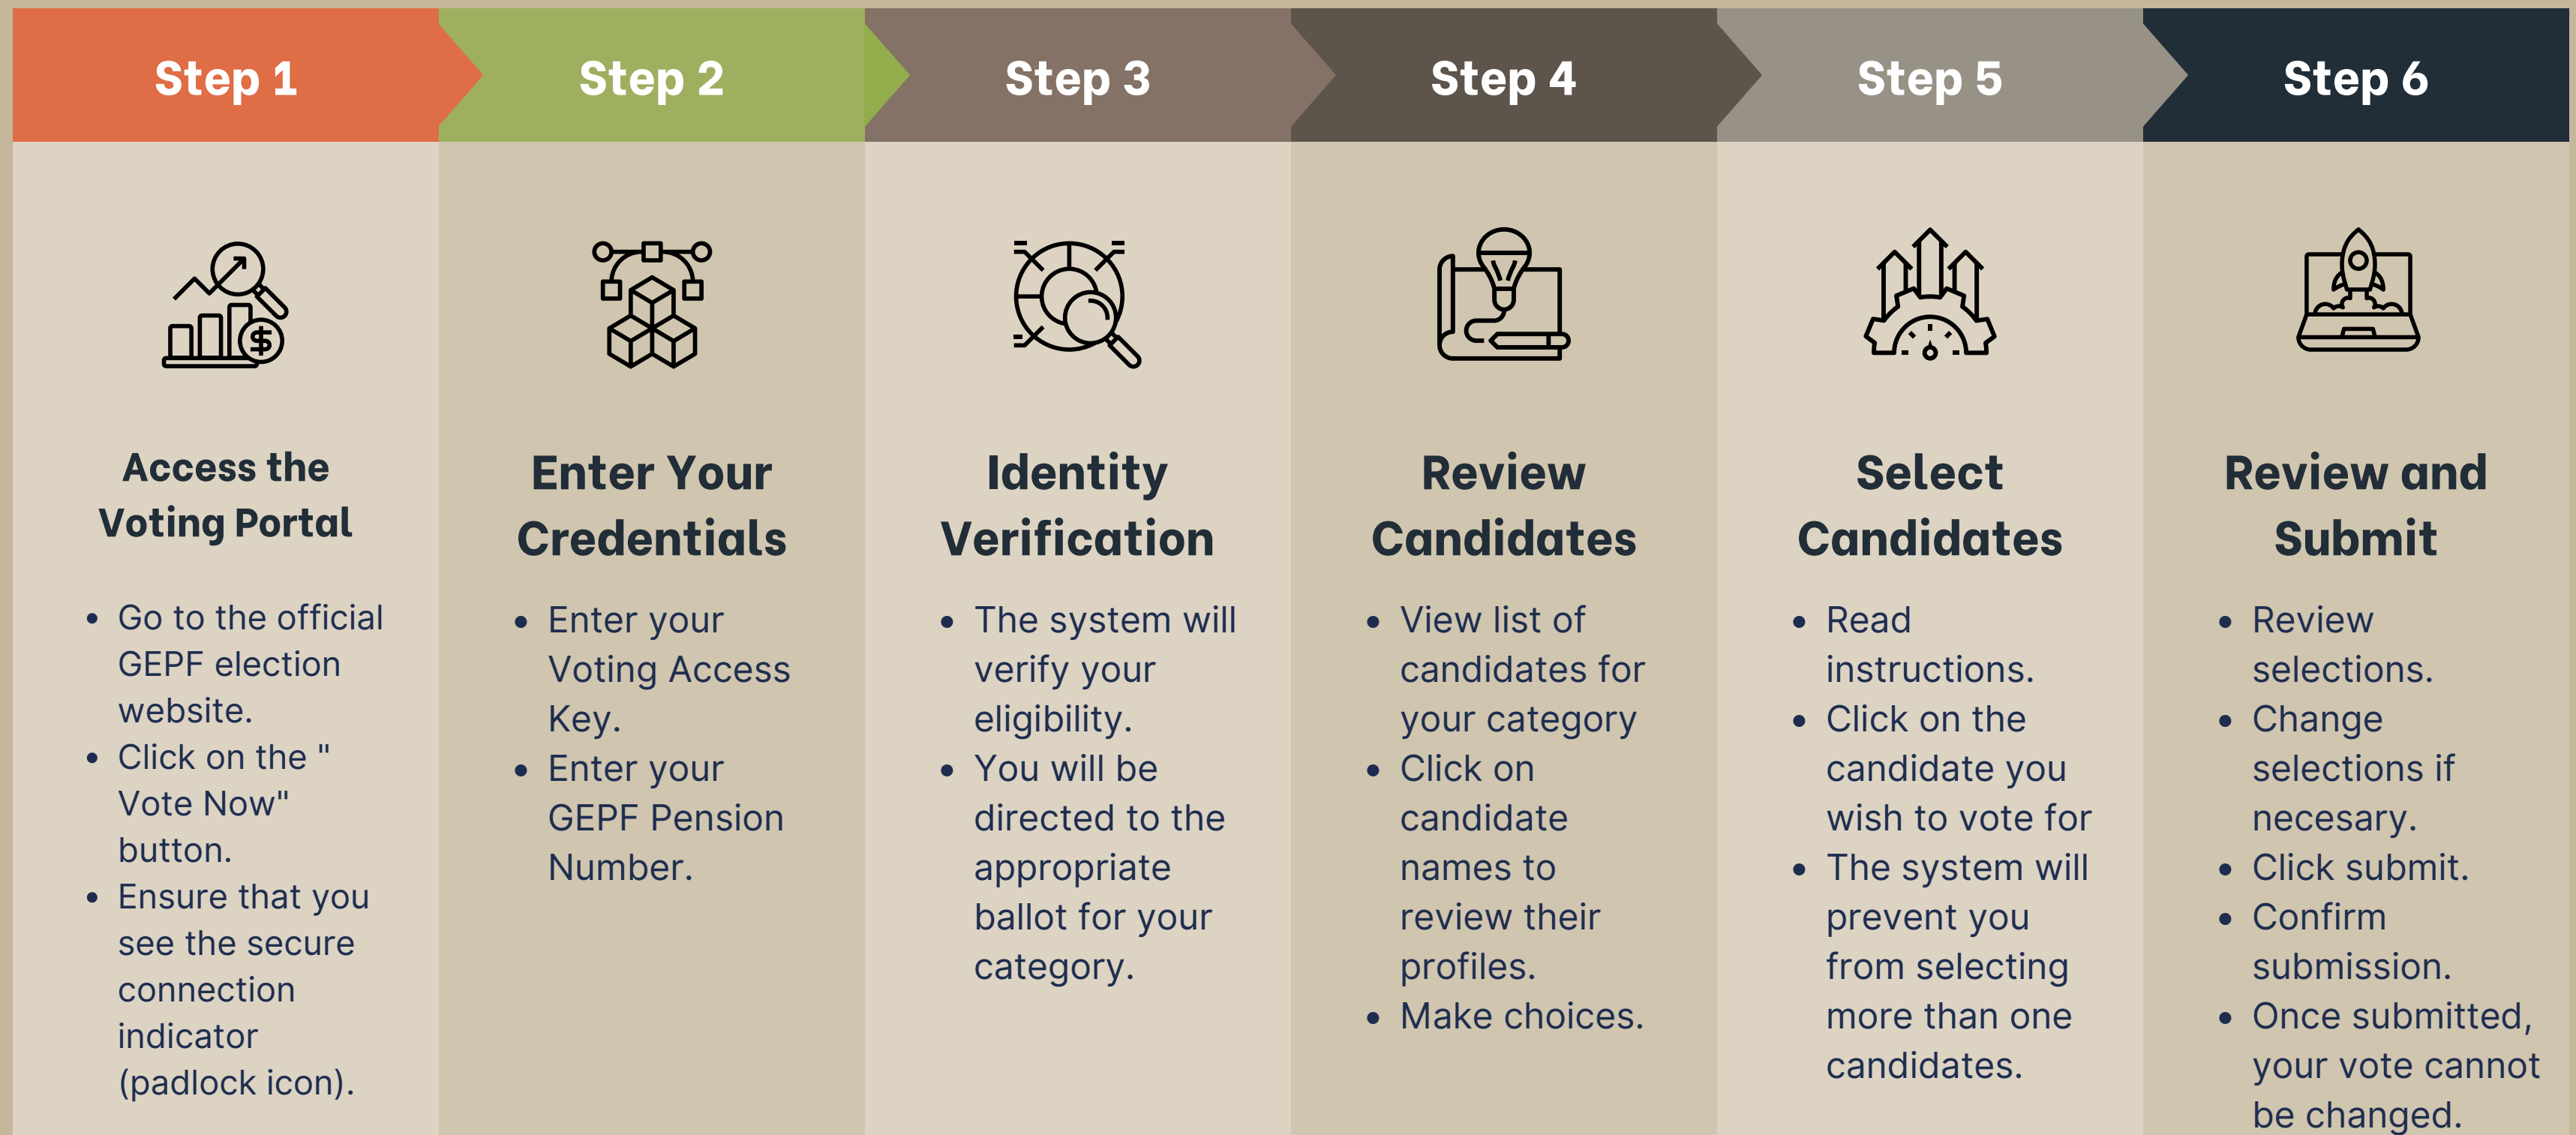 Step 1
Step 2
Step 3
Step 4
Step 5
Step 6
$
Access the
Voting Portal
• Go to the official
GEPF election
website.
• Click on the "
Vote Now"
button.
• Ensure that you
see the secure
connection
indicator
(padlock icon).
Enter Your
Credentials
• Enter your
Voting Access
Key.
• Enter your
GEPF Pension
Number.
Identity
Verification
• The system will
verify your
eligibility.
• You will be
directed to the
appropriate
ballot for your
category.
Review
Candidates
• View list of
candidates for
your category
• Click on
candidate
names to
review their
profiles.
• Make choices.
Select
Candidates
• Read
instructions.
• Click on the
candidate you
wish to vote for
• The system will
prevent you
from selecting
more than one
candidates.
Review and
Submit
• Review
selections.
• Change
selections if
necesary.
• Click submit.
• Confirm
submission.
• Once submitted,
your vote cannot
be changed.